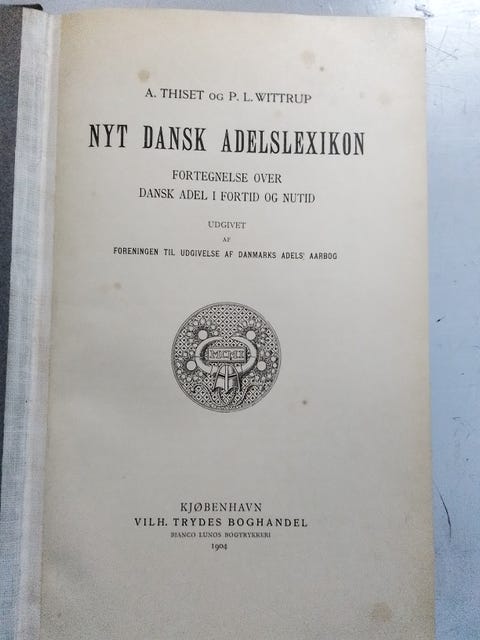 A. THISET OG P. L. WITTRUP
NYT DANSK ADELSLEXIKON
FORTEGNELSE OVER
DANSK ADEL I FORTID OG NUTID
UDGIVET
AF
FORENINGEN TIL UDGIVELSE AF DANMARKS ADELS' AARBOG
MCMI
KJØBENHAVN
VILH. TRYDES BOGHANDEL
BIANCO LUNOS BOGTRYKKERI
1904